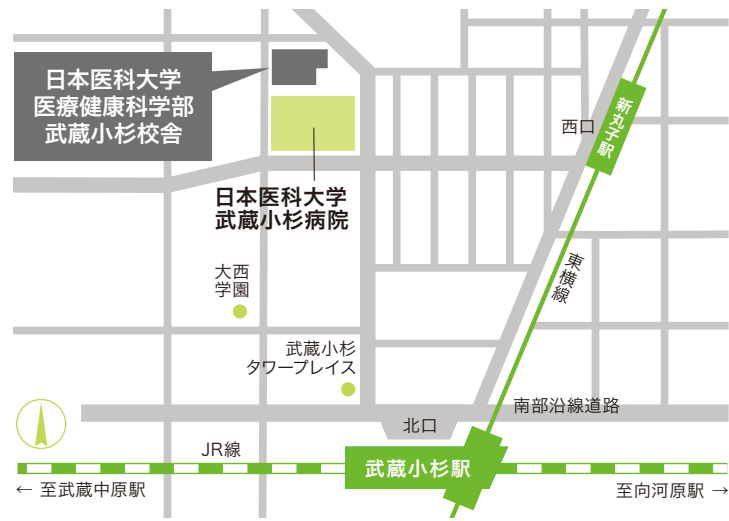 日本医科大学
医療健康科学部
武蔵小杉校舎
新丸子駅
西口
日本医科大学
武蔵小杉病院
東横線
大西
学園
武蔵小杉
タワープレイス
南部沿線道路
北口
JR線
武蔵小杉駅
← 至武蔵中原駅
至向河原駅 →